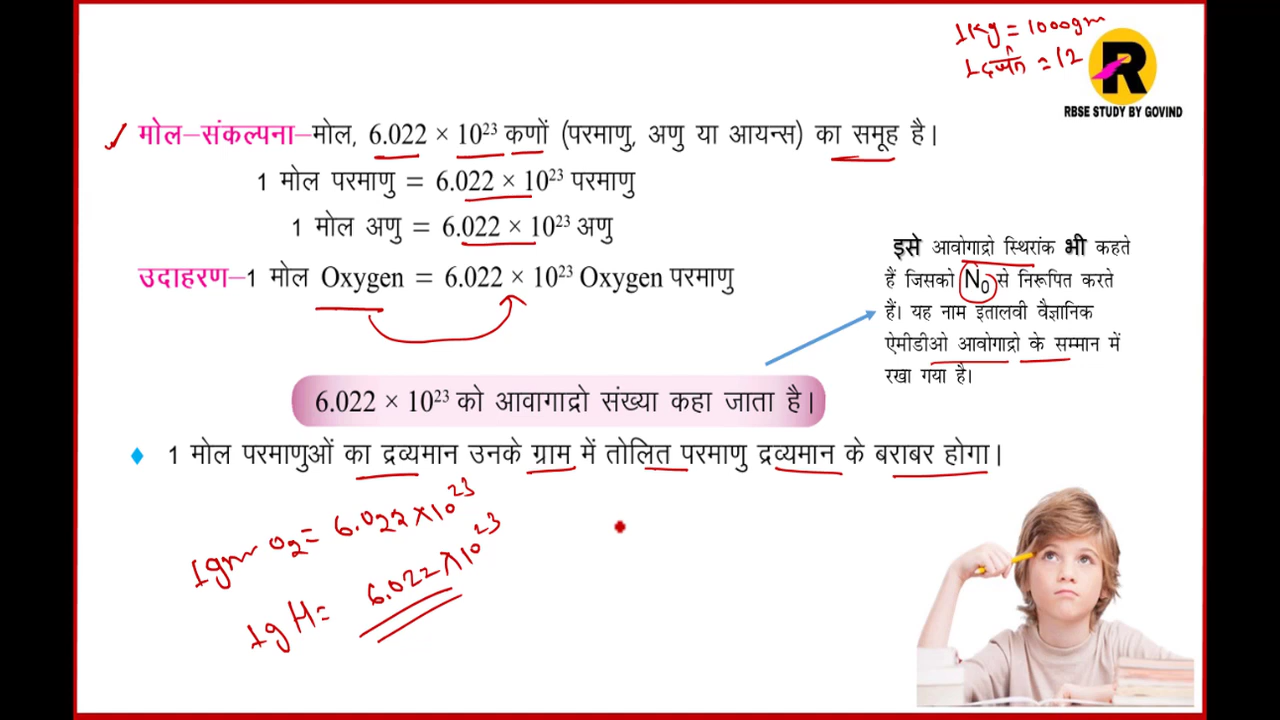 1Kg = 1000gm
1दर्जन = 12
RBSE STUDY BY GOVIND
मोल–संकल्पना–मोल, 6.022 × 10²³ कणों (परमाणु, अणु या आयन्स) का समूह है।
1 मोल परमाणु = 6.022 × 10²³ परमाणु
1 मोल अणु = 6.022 × 10²³ अणु
उदाहरण–1 मोल Oxygen = 6.022 × 10²³ Oxygen परमाणु
इसे आवोगाद्रो स्थिरांक भी कहते
हैं जिसको N₀ से निरूपित करते
हैं। यह नाम इतालवी वैज्ञानिक
ऐमीडीओ आवोगाद्रो के सम्मान में
रखा गया है।
6.022 × 10²³ को आवागाद्रो संख्या कहा जाता है।
1 मोल परमाणुओं का द्रव्यमान उनके ग्राम में तोलित परमाणु द्रव्यमान के बराबर होगा।
1gm O₂ = 6.022×10²³
1g H = 6.022×10²³